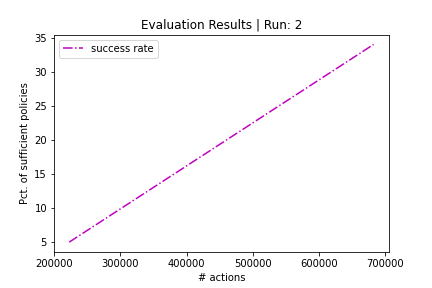 Evaluation Results | Run: 2
success rate
Pct. of sufficient policies
35
30
25
20
15
10
5
200000 300000 400000 500000 600000 700000
# actions